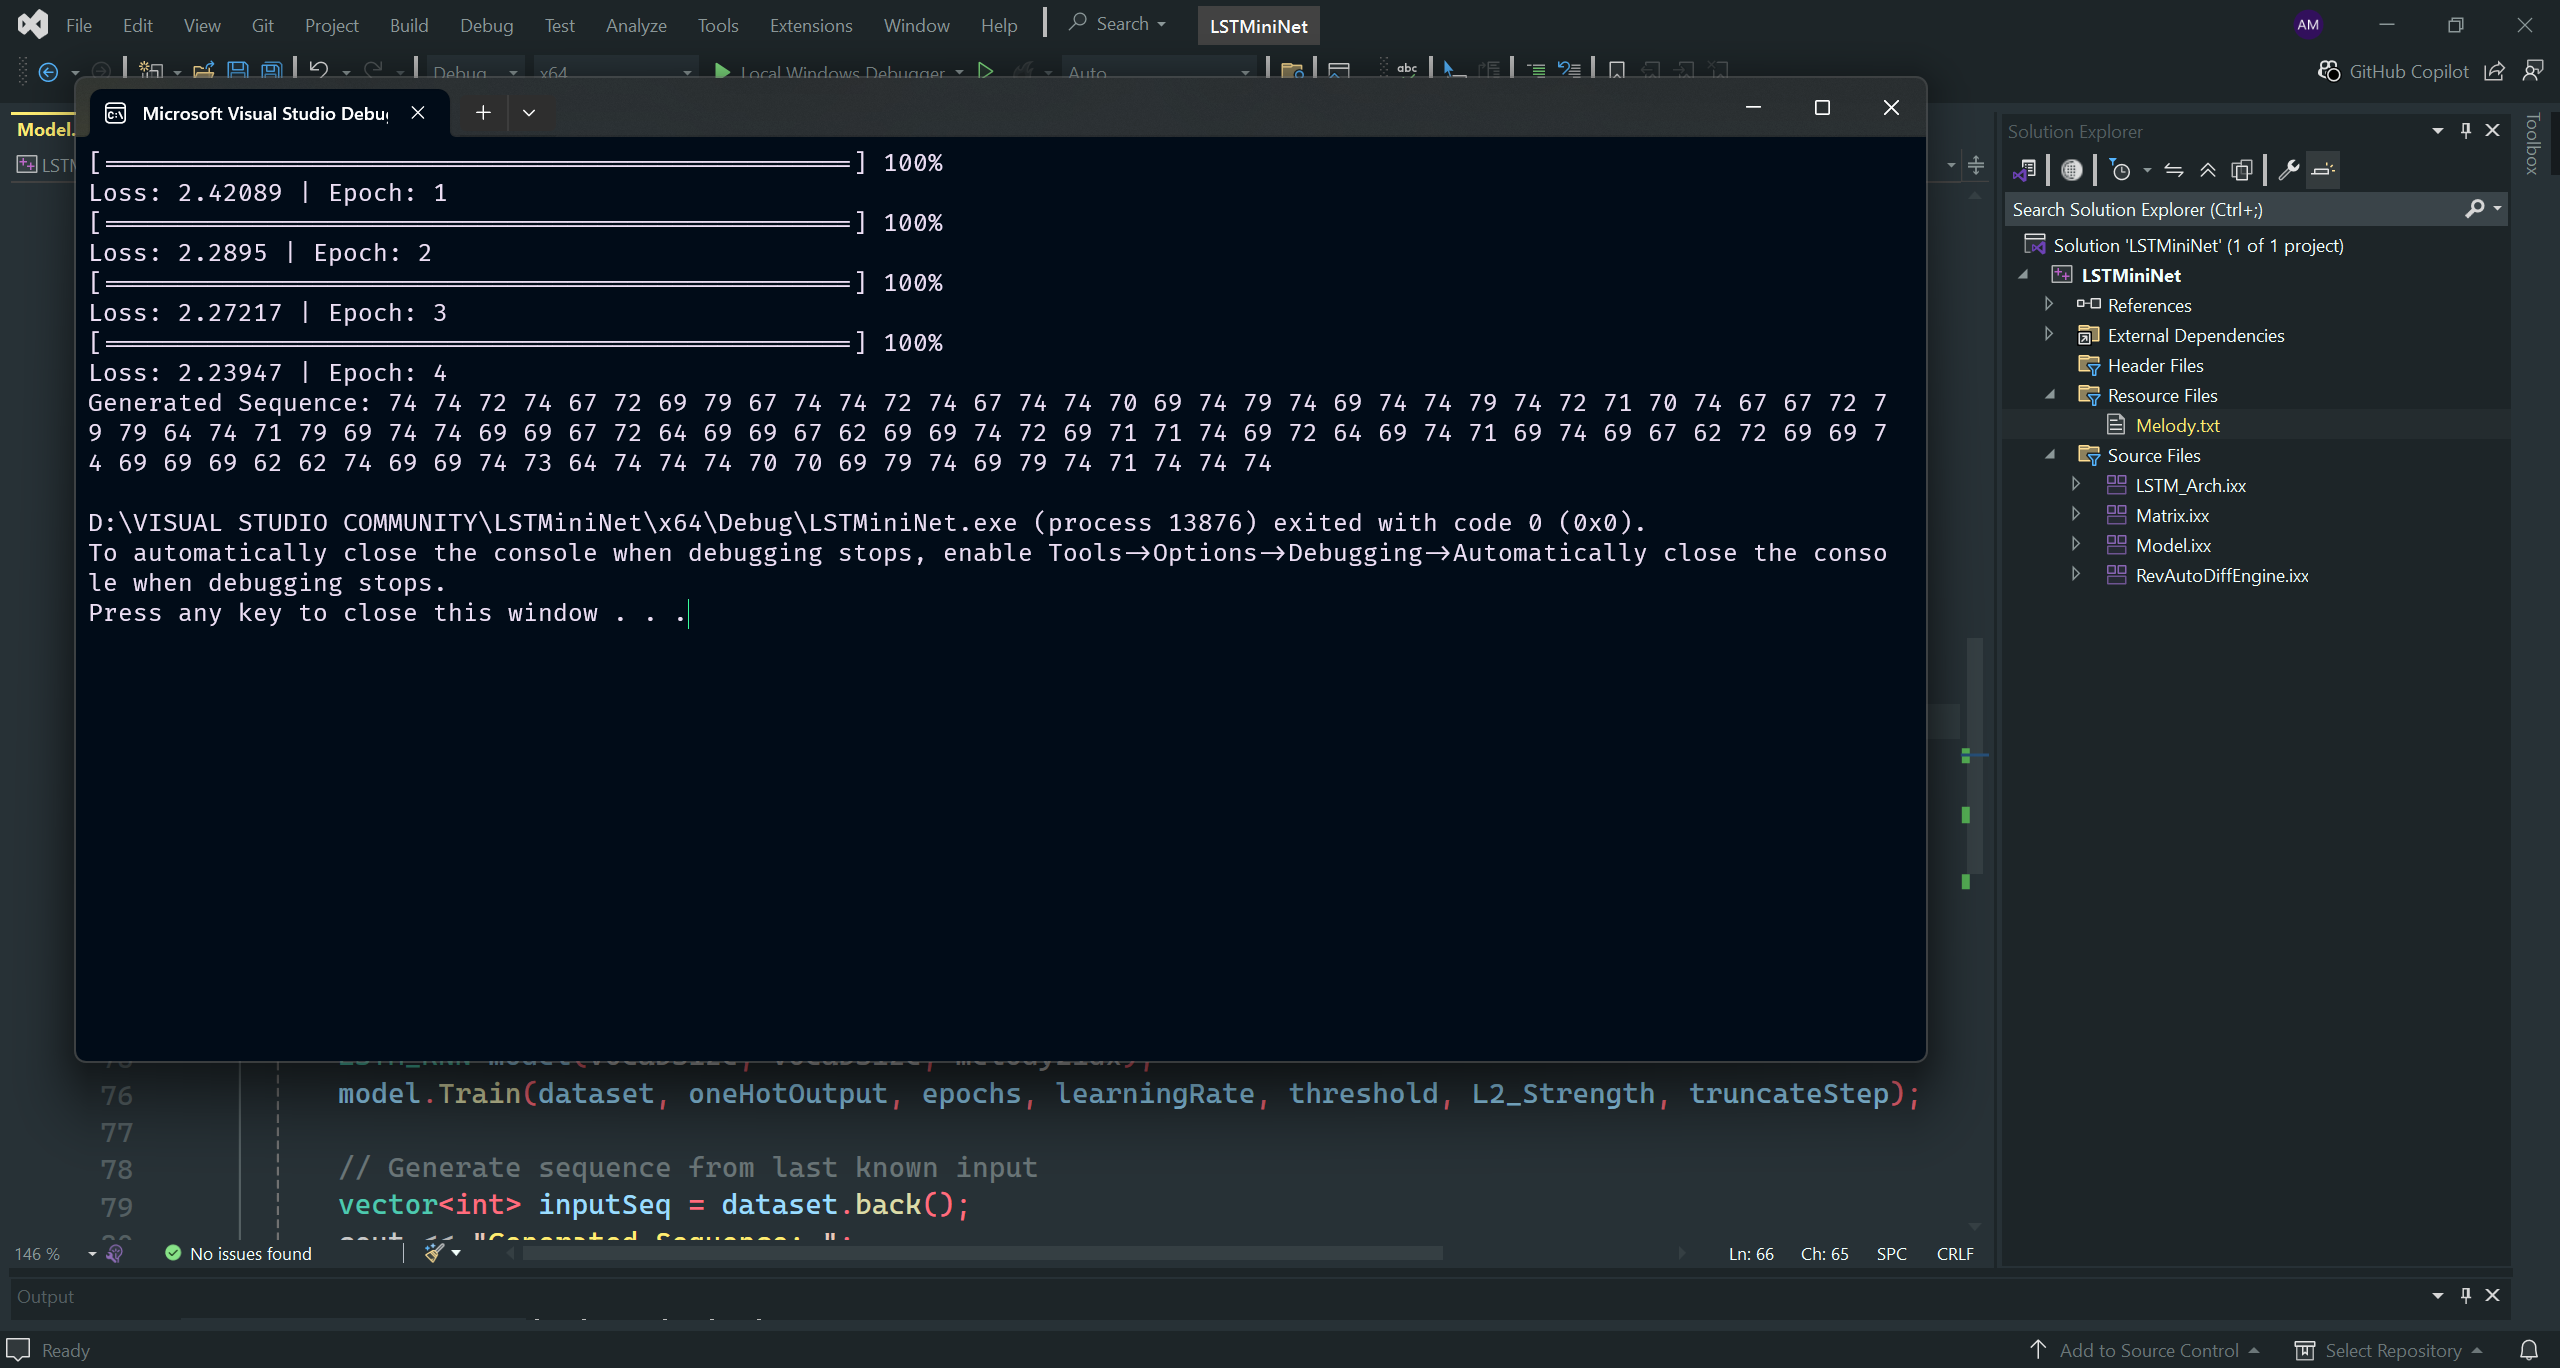 File Edit View Git Project Build Debug Test Analyze Tools Extensions Window Help Search LSTMiniNet AM
Debug x64 Local Windows Debugger Auto GitHub Copilot
Model.
LSTM
Microsoft Visual Studio Debu
[══════════════════════════════════════════════════] 100%
Loss: 2.42089 | Epoch: 1
[══════════════════════════════════════════════════] 100%
Loss: 2.2895 | Epoch: 2
[══════════════════════════════════════════════════] 100%
Loss: 2.27217 | Epoch: 3
[══════════════════════════════════════════════════] 100%
Loss: 2.23947 | Epoch: 4
Generated Sequence: 74 74 72 74 67 72 69 79 67 74 74 72 74 67 74 74 70 69 74 79 74 69 74 74 79 74 72 71 70 74 67 67 72 7
9 79 64 74 71 79 69 74 74 69 69 67 72 64 69 69 67 62 69 69 74 72 69 71 71 74 69 72 64 69 74 71 69 74 69 67 62 72 69 69 7
4 69 69 69 62 62 74 69 69 74 73 64 74 74 74 70 70 69 79 74 69 79 74 71 74 74 74
D:\VISUAL STUDIO COMMUNITY\LSTMiniNet\x64\Debug\LSTMiniNet.exe (process 13876) exited with code 0 (0x0).
To automatically close the console when debugging stops, enable Tools→Options→Debugging→Automatically close the conso
le when debugging stops.
Press any key to close this window . . .
76 model.Train(dataset, oneHotOutput, epochs, learningRate, threshold, L2_Strength, truncateStep);
77
78 // Generate sequence from last known input
79 vector<int> inputSeq = dataset.back();
cout << "Generated Sequence: ";
146 % No issues found Ln: 66 Ch: 65 SPC CRLF
Output
Ready Add to Source Control Select Repository
Solution Explorer
Search Solution Explorer (Ctrl+;)
Solution 'LSTMiniNet' (1 of 1 project)
LSTMiniNet
References
External Dependencies
Header Files
Resource Files
Melody.txt
Source Files
LSTM_Arch.ixx
Matrix.ixx
Model.ixx
RevAutoDiffEngine.ixx
Toolbox